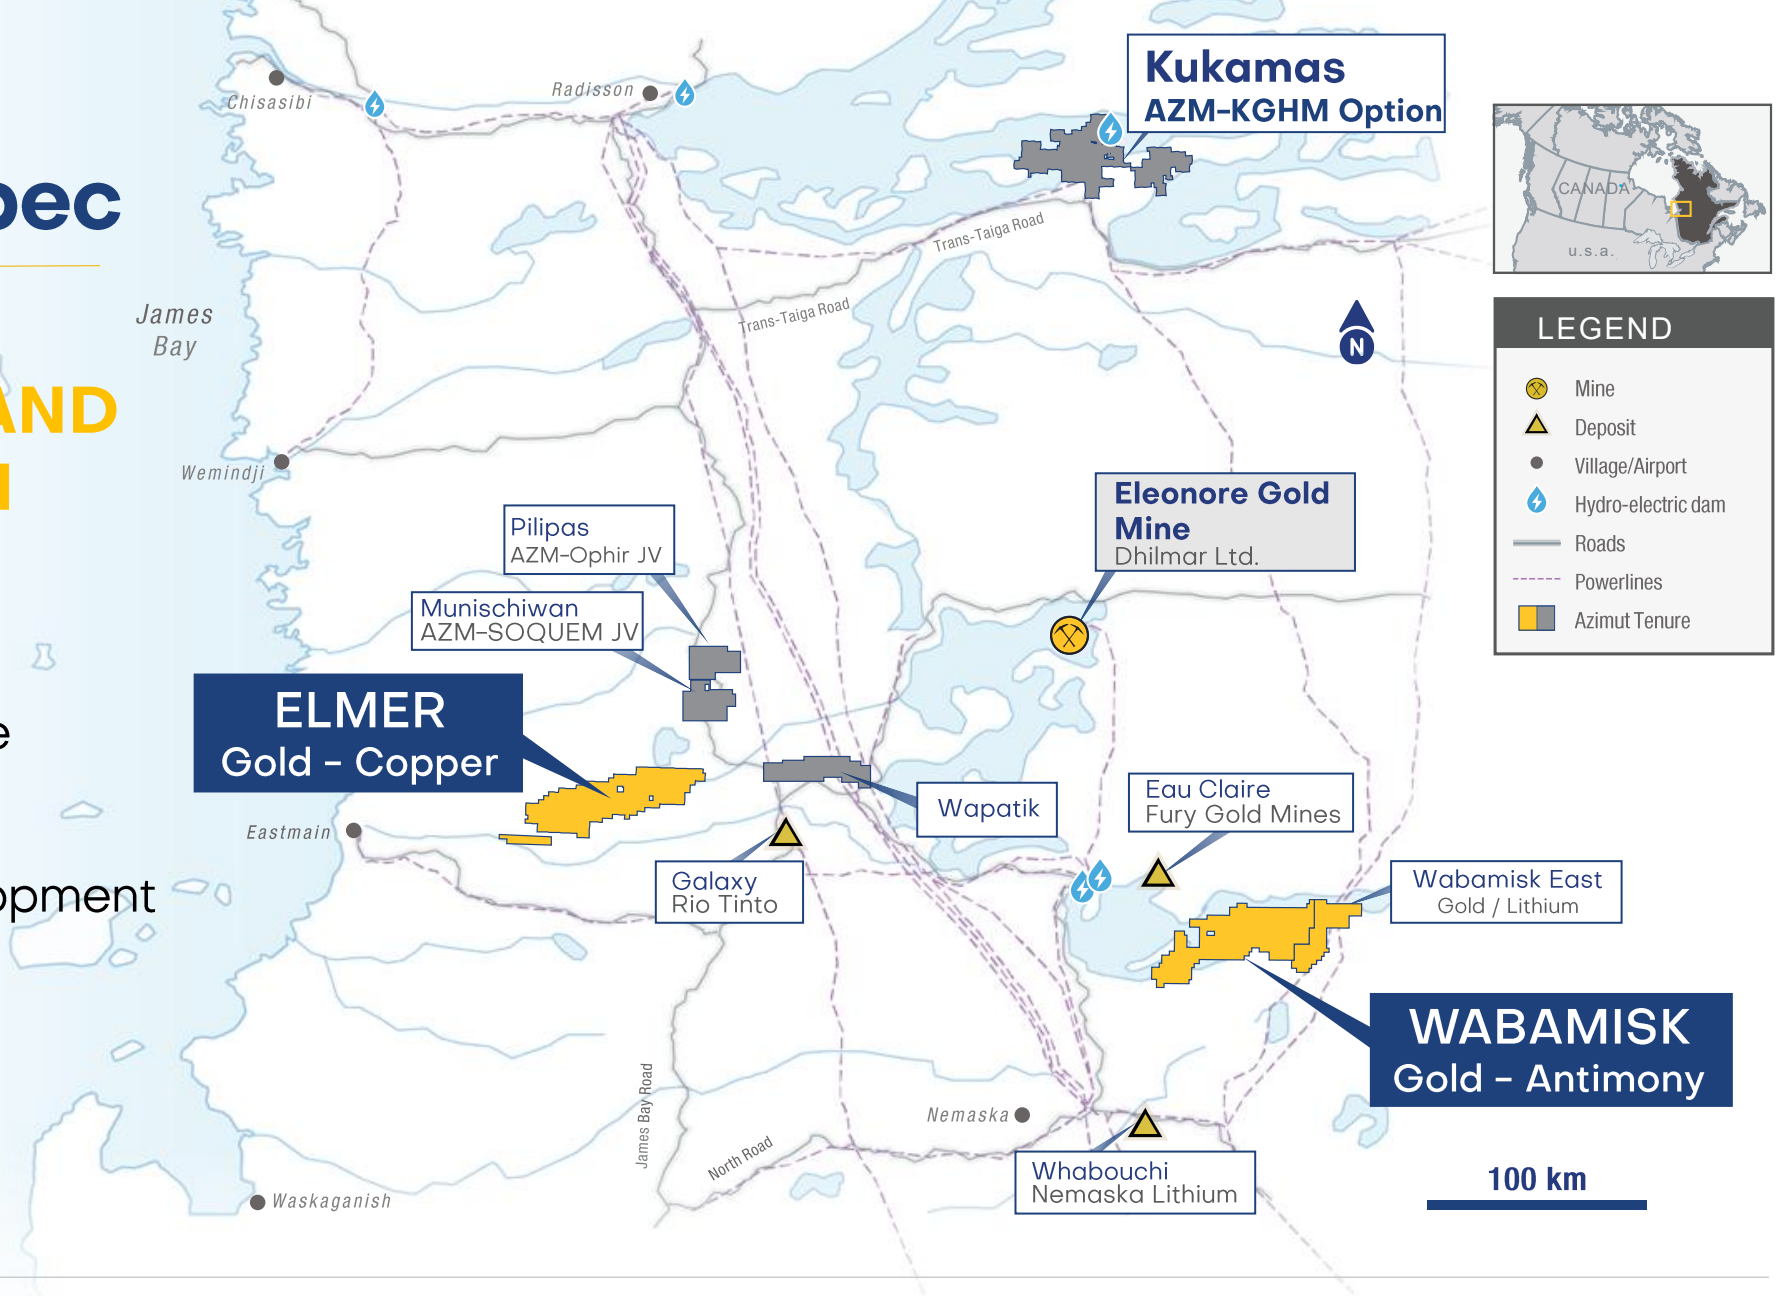 Chisasibi
Radisson
Kukamas
AZM-KGHM Option
CANADA
u.s.a.
Trans-Taiga Road
Trans-Taiga Road
James
Bay
AND
N
LEGEND
Mine
Deposit
Village/Airport
Hydro-electric dam
Roads
Powerlines
Azimut Tenure
Wemindji
Pilipas
AZM-Ophir JV
Munischiwan
AZM-SOQUEM JV
Eleonore Gold
Mine
Dhilmar Ltd.
ELMER
Gold - Copper
Wapatik
Eau Claire
Fury Gold Mines
Eastmain
Galaxy
Rio Tinto
Wabamisk East
Gold / Lithium
opment
WABAMISK
Gold - Antimony
James Bay Road
North Road
Nemaska
Whabouchi
Nemaska Lithium
Waskaganish
100 km